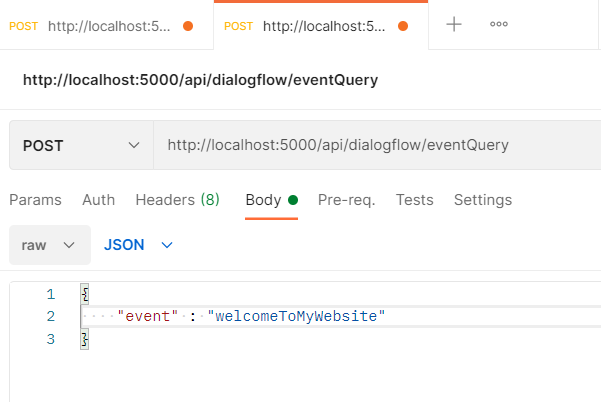 POST http://localhost:5... POST http://localhost:5...
http://localhost:5000/api/dialogflow/eventQuery
POST http://localhost:5000/api/dialogflow/eventQuery
Params Auth Headers (8) Body Pre-req. Tests Settings
raw JSON
1 {
2 "event" : "welcomeToMyWebsite"
3 }